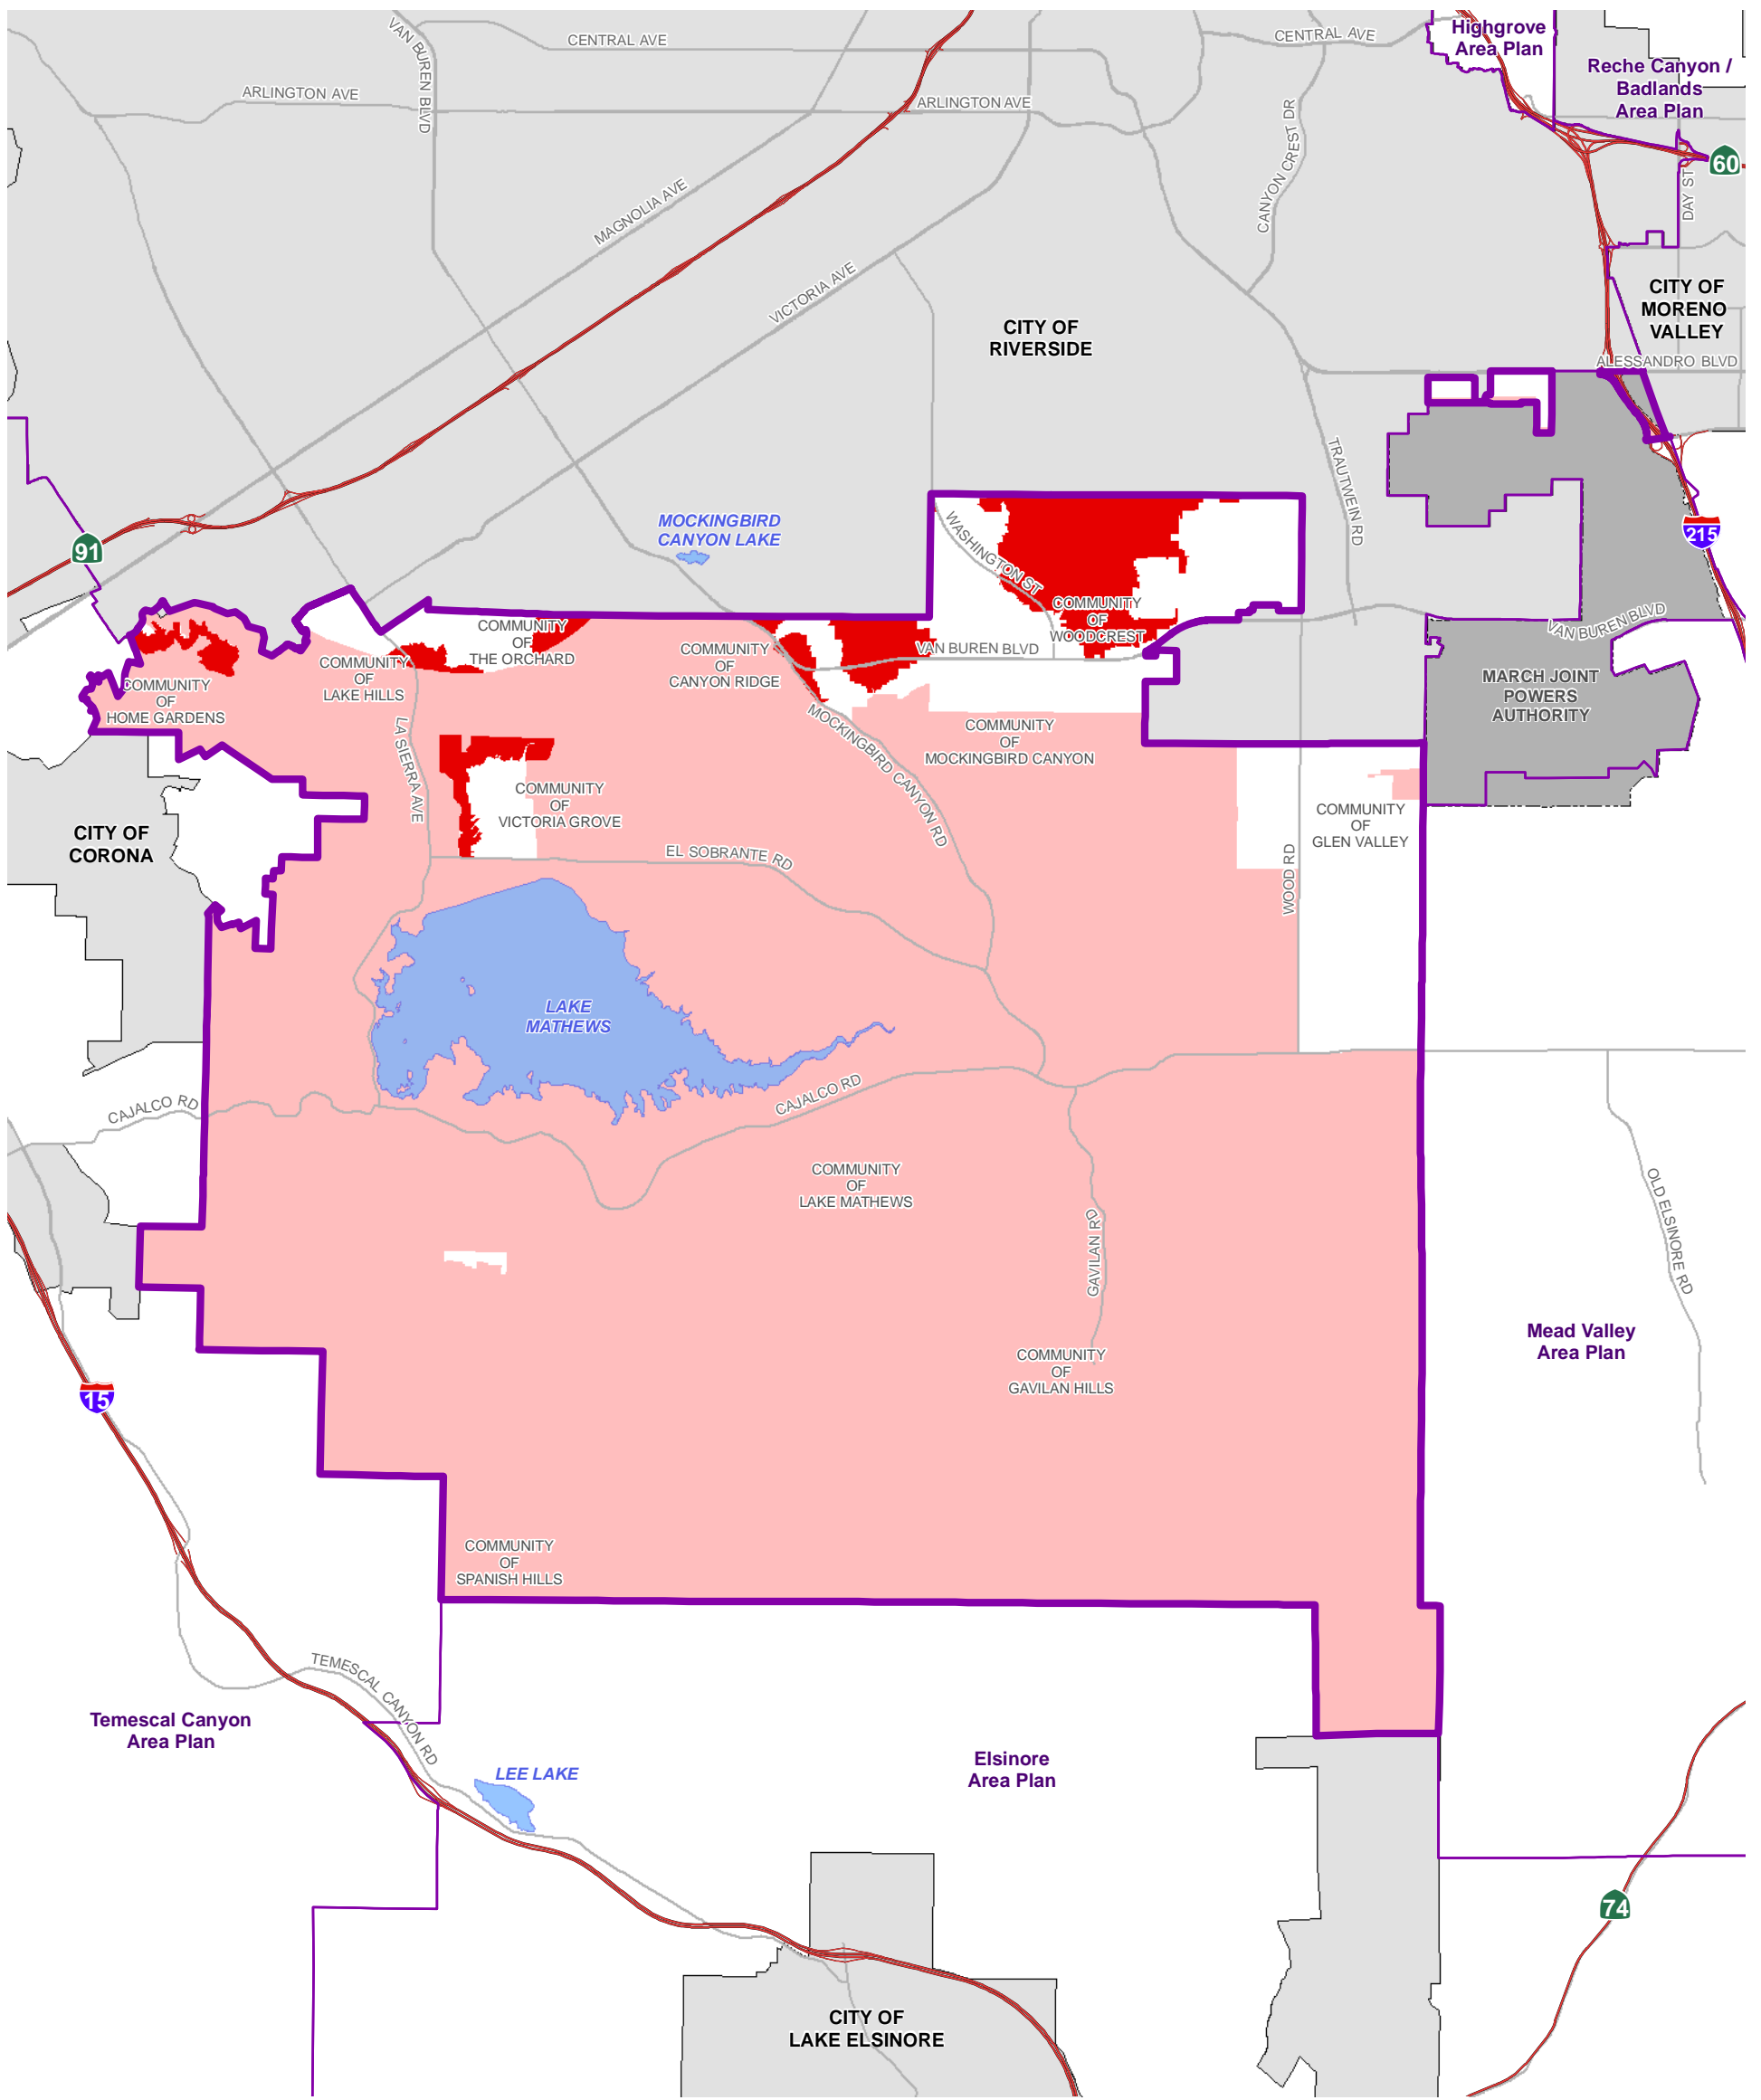 VAN BUREN BLVD
CENTRAL AVE
CENTRAL AVE
Highgrove
Area Plan
Reche Canyon /
Badlands
Area Plan
ARLINGTON AVE
ARLINGTON AVE
CANYON CREST DR
60
DAY ST
MAGNOLIA AVE
VICTORIA AVE
CITY OF
MORENO
VALLEY
CITY OF
RIVERSIDE
ALESSANDRO BLVD
TRAUTWEIN RD
MOCKINGBIRD
CANYON LAKE
91
215
WASHINGTON ST
COMMUNITY
OF
WOODCREST
VAN BUREN BLVD
COMMUNITY
OF
THE ORCHARD
COMMUNITY
OF
LAKE HILLS
COMMUNITY
OF
CANYON RIDGE
VAN BUREN BLVD
COMMUNITY
OF
HOME GARDENS
MARCH JOINT
POWERS
AUTHORITY
LA SIERRA AVE
MOCKINGBIRD CANYON RD
COMMUNITY
OF
MOCKINGBIRD CANYON
COMMUNITY
OF
VICTORIA GROVE
COMMUNITY
OF
GLEN VALLEY
CITY OF
CORONA
EL SOBRANTE RD
WOOD RD
LAKE
MATHEWS
CAJALCO RD
CAJALCO RD
COMMUNITY
OF
LAKE MATHEWS
GAVILAN RD
OLD ELSINORE RD
Mead Valley
Area Plan
COMMUNITY
OF
GAVILAN HILLS
15
COMMUNITY
OF
SPANISH HILLS
TEMESCAL CANYON RD
Temescal Canyon
Area Plan
LEE LAKE
Elsinore
Area Plan
74
CITY OF
LAKE ELSINORE